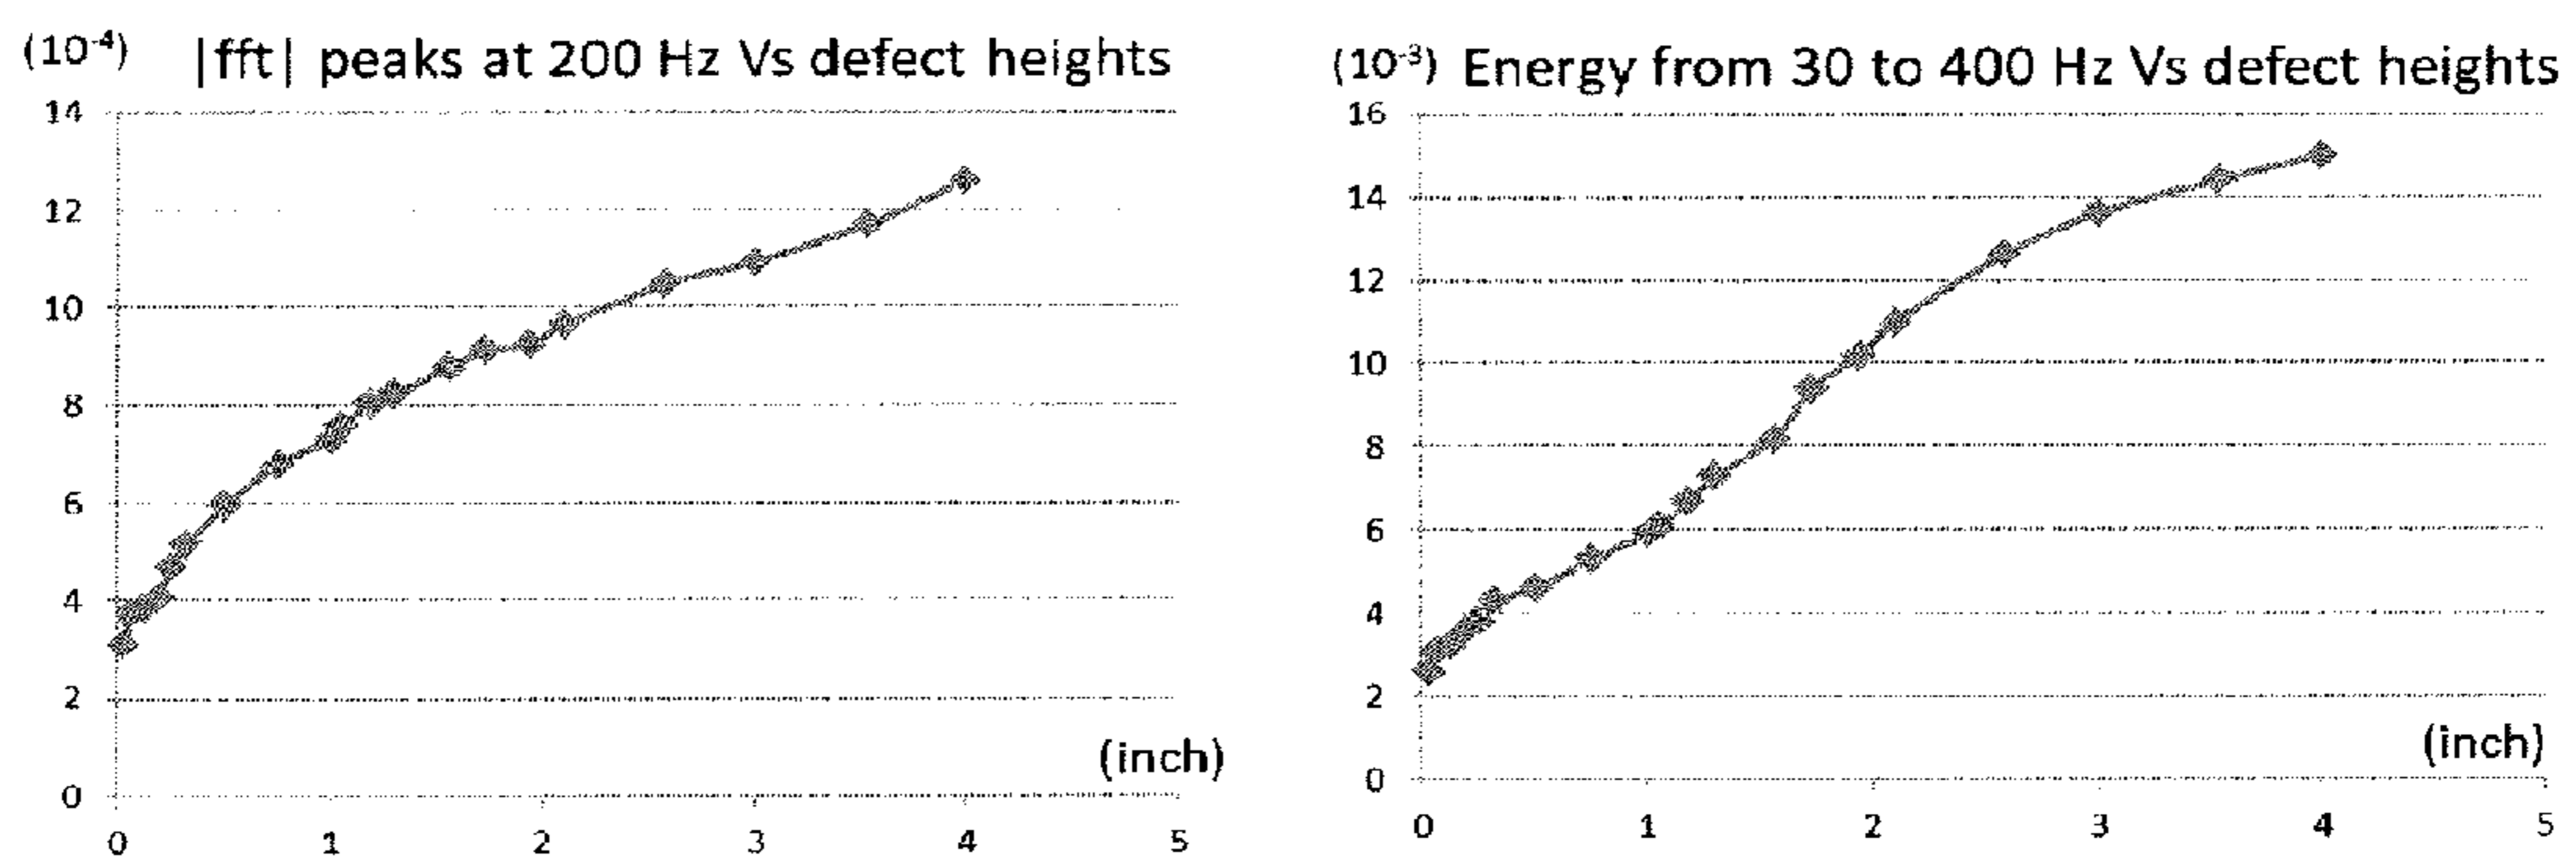 (10-4) |fft| peaks at 200 Hz Vs defect heights
14
12
10
8
6
4
2
0
(inch)
0 1 2 3 4 5
(10-3) Energy from 30 to 400 Hz Vs defect heights
16
14
12
10
8
6
4
2
0
(inch)
0 1 2 3 4 5